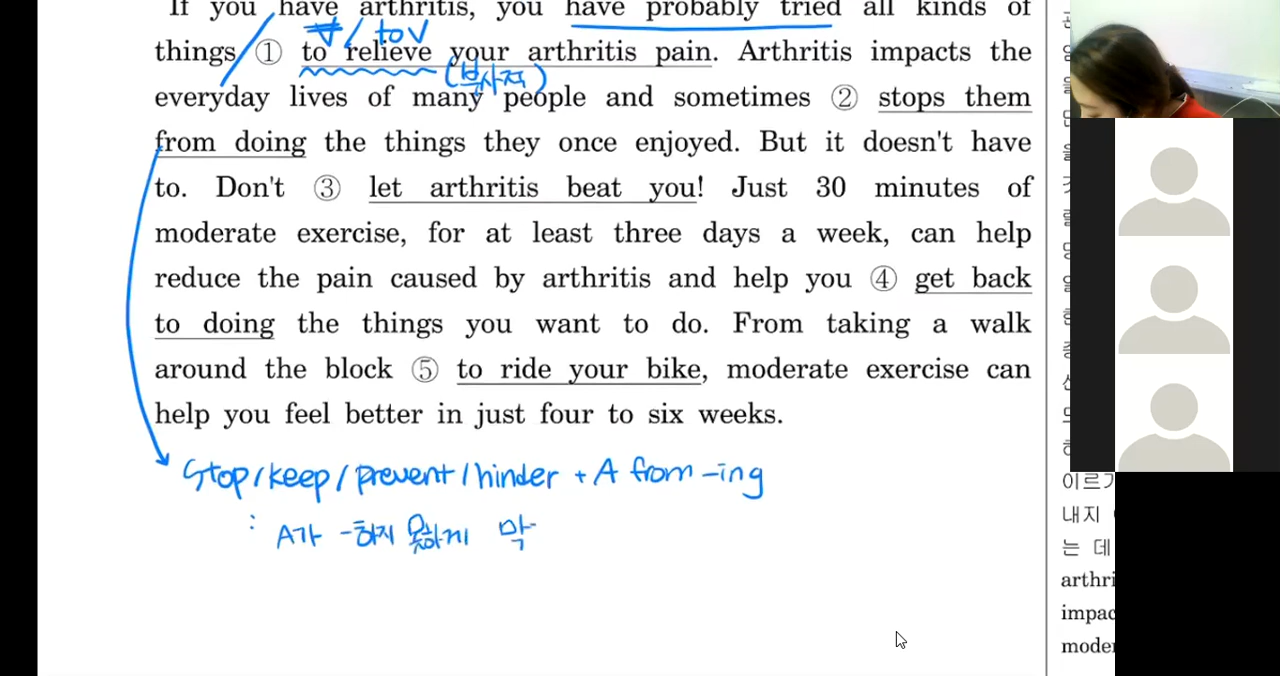 If you have arthritis, you have probably tried all kinds of
∀ / to V
things ① to relieve your arthritis pain. Arthritis impacts the
(부사적)
everyday lives of many people and sometimes ② stops them
from doing the things they once enjoyed. But it doesn't have
to. Don't ③ let arthritis beat you! Just 30 minutes of
moderate exercise, for at least three days a week, can help
reduce the pain caused by arthritis and help you ④ get back
to doing the things you want to do. From taking a walk
around the block ⑤ to ride your bike, moderate exercise can
help you feel better in just four to six weeks.
Stop/keep/prevent/hinder + A from -ing
: A가 -하지 못하게 막
이르기
내지
는 데
arthri
impac
moder